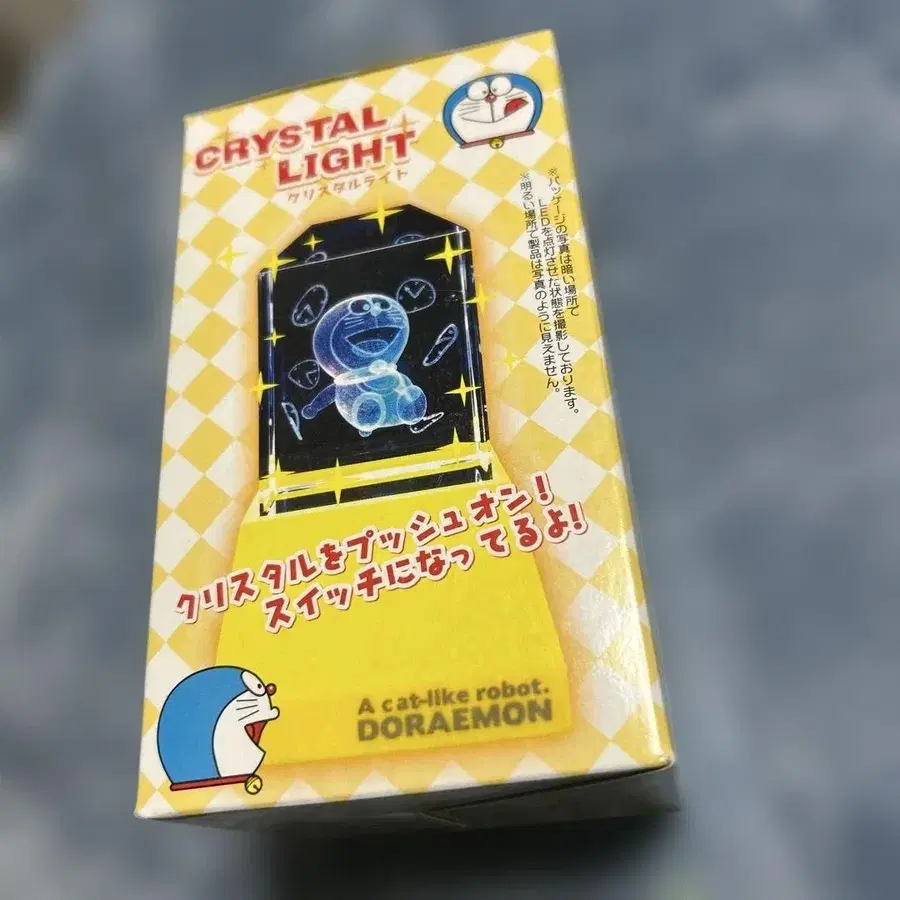 CRYSTAL
LIGHT
クリスタルライト
※パッケージの写真は暗い場所で
LEDを点灯させた状態を撮影しております。
※明るい場所で製品は写真のように見えません。
クリスタルをプッシュオン!
スイッチになってるよ!
A cat-like robot.
DORAEMON